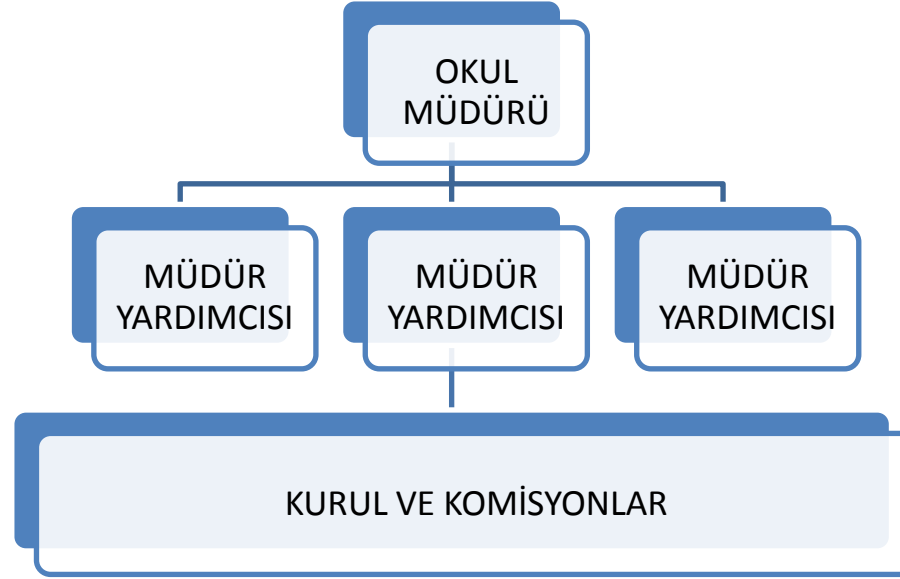 OKUL
MÜDÜRÜ
MÜDÜR
YARDIMCISI
MÜDÜR
YARDIMCISI
MÜDÜR
YARDIMCISI
KURUL VE KOMİSYONLAR